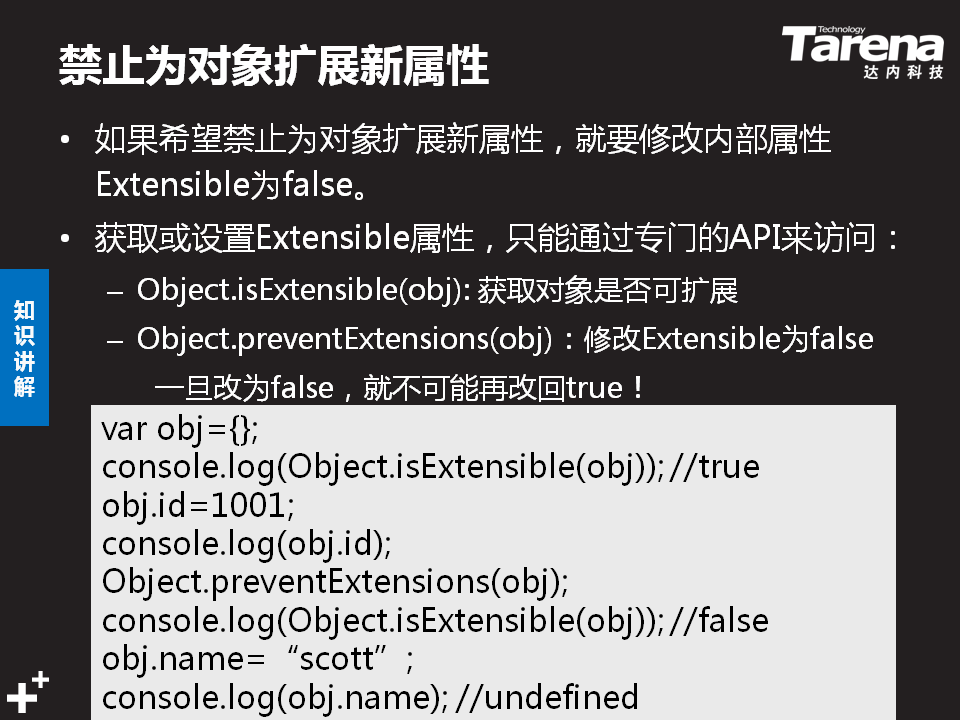 禁止为对象扩展新属性
Technology
Tarena
达内科技
• 如果希望禁止为对象扩展新属性，就要修改内部属性
Extensible为false。
• 获取或设置Extensible属性，只能通过专门的API来访问：
– Object.isExtensible(obj): 获取对象是否可扩展
– Object.preventExtensions(obj)：修改Extensible为false
一旦改为false，就不可能再改回true！
知
识
讲
解
var obj={};
console.log(Object.isExtensible(obj)); //true
obj.id=1001;
console.log(obj.id);
Object.preventExtensions(obj);
console.log(Object.isExtensible(obj)); //false
obj.name=“scott”;
console.log(obj.name); //undefined